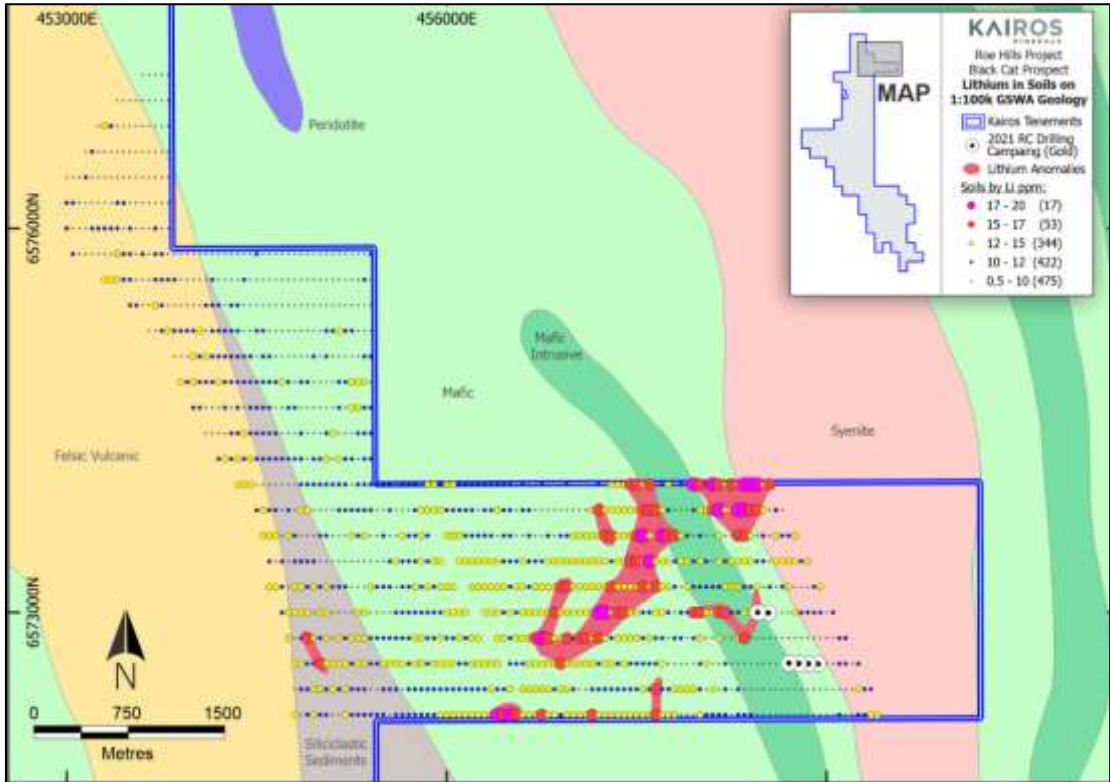 453000E
456000E
KAIROS
MINERALS
Roe Hills Project
Black Cat Prospect
Lithium in Soils on
1:100k GSWA Geology
MAP
Kairos Tenements
2021 RC Drilling
Campaing (Gold)
Lithium Anomalies
Soils by Li ppm:
17 - 20 (17)
15 - 17 (53)
12 - 15 (344)
10 - 12 (422)
0.5 - 10 (475)
Peridotite
6576000N
Mafic
Intrusive
Mafic
Syenite
Felsic Vulcanic
6573000N
N
0 750 1500
Metres
Siliciclastic
Sediments